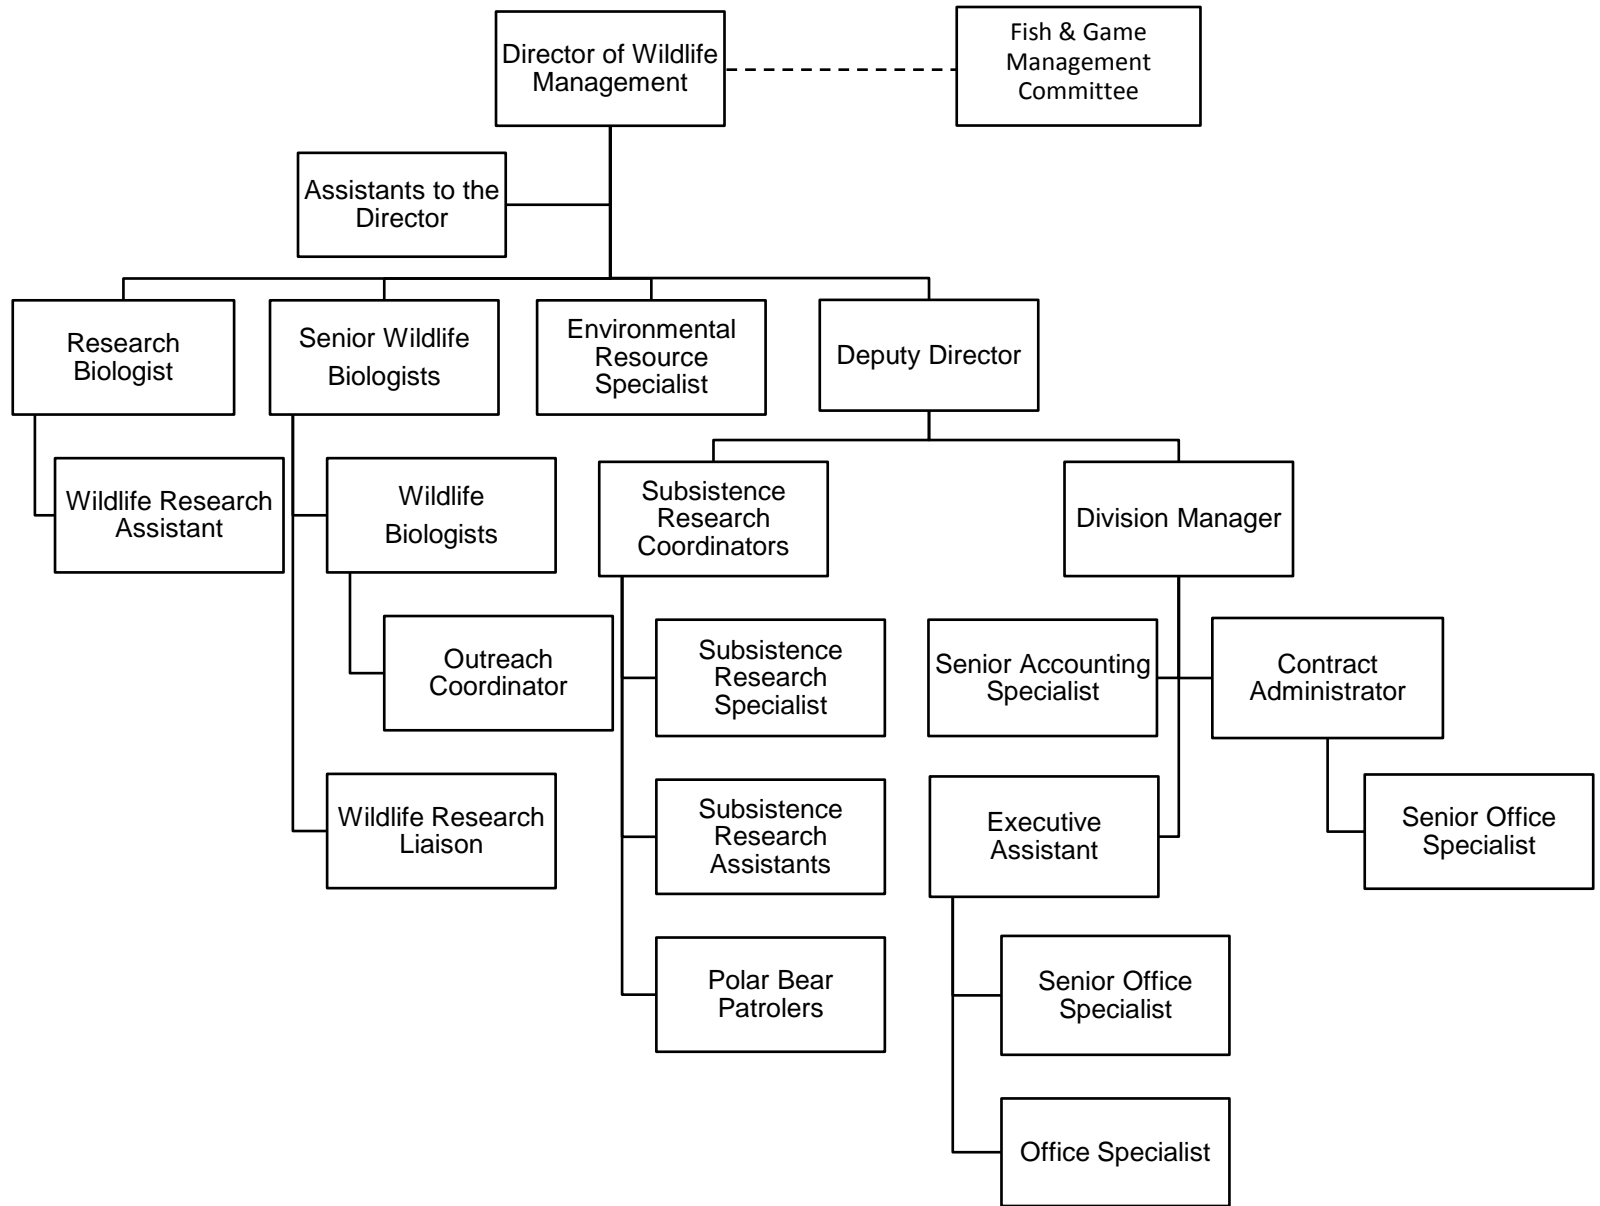 Director of Wildlife
Management
Fish & Game
Management
Committee
Assistants to the
Director
Research
Biologist
Senior Wildlife
Biologists
Environmental
Resource
Specialist
Deputy Director
Wildlife Research
Assistant
Wildlife
Biologists
Subsistence
Research
Coordinators
Division Manager
Outreach
Coordinator
Subsistence
Research
Specialist
Senior Accounting
Specialist
Contract
Administrator
Wildlife Research
Liaison
Subsistence
Research
Assistants
Executive
Assistant
Senior Office
Specialist
Polar Bear
Patrolers
Senior Office
Specialist
Office Specialist